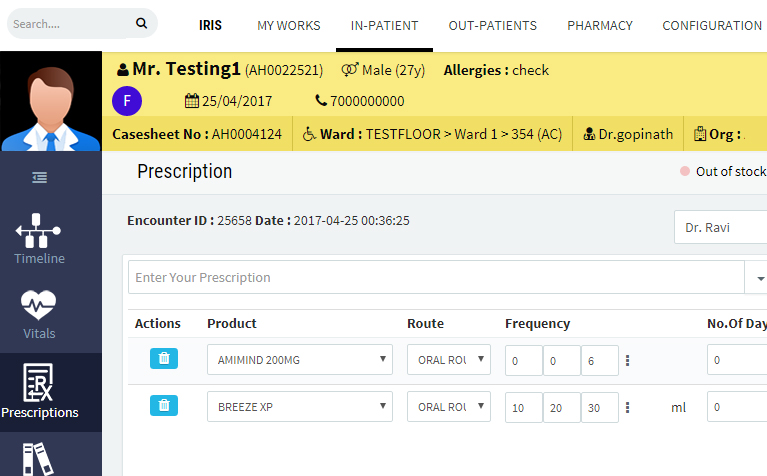 Search....
IRIS MY WORKS IN-PATIENT OUT-PATIENTS PHARMACY CONFIGURATION
Mr. Testing1 (AH0022521) Male (27y) Allergies : check
F 25/04/2017 7000000000
Casesheet No : AH0004124 Ward : TESTFLOOR > Ward 1 > 354 (AC) Dr.gopinath Org : .
Prescription Out of stock
Encounter ID : 25658 Date : 2017-04-25 00:36:25
Dr. Ravi
Timeline
Enter Your Prescription
Actions Product Route Frequency No.Of Day
Vitals
AMIMIND 200MG ORAL ROU 0 0 6 0
RX
Prescriptions
BREEZE XP ORAL ROU 10 20 30 ml 0